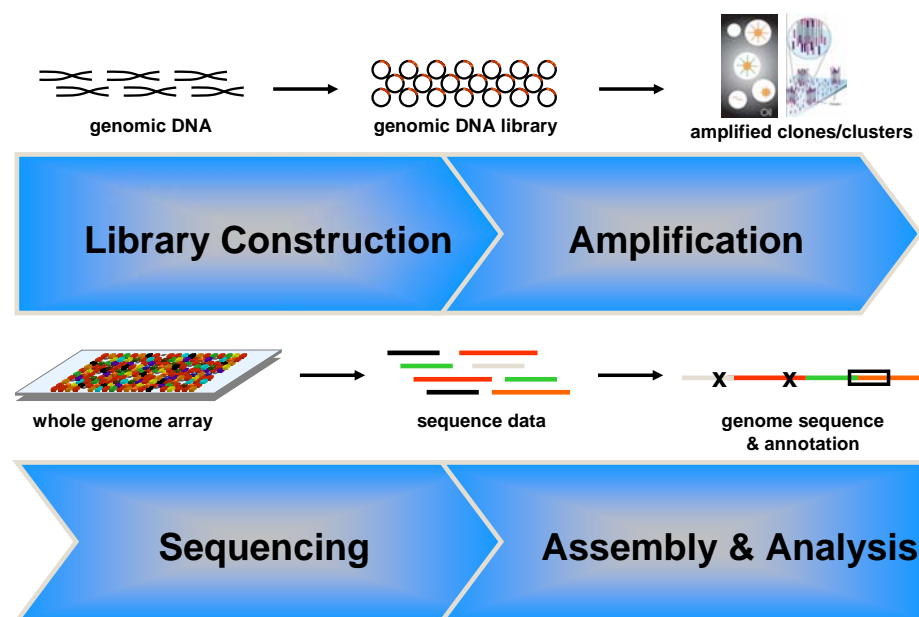 genomic DNA
genomic DNA library
amplified clones/clusters
Library Construction
Amplification
whole genome array
sequence data
genome sequence
& annotation
x
x
Sequencing
Assembly & Analysis